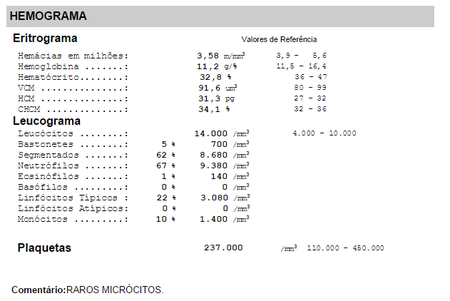 HEMOGRAMA
Eritrograma Valores de Referência
Hemácias em milhões: 3,58 m/mm³ 3,9 - 5,6
Hemoglobina .......: 11,2 g/% 11,5 - 16,4
Hematócrito........: 32,8 % 36 - 47
VCM ...............: 91,6 um³ 80 - 99
HCM ...............: 31,3 pg 27 - 32
CHCM ..............: 34,1 % 32 - 36
Leucograma
Leucócitos ........: 14.000 /mm³ 4.000 - 10.000
Bastonetes ........: 5 % 700 /mm³
Segmentados .......: 62 % 8.680 /mm³
Neutrófilos .......: 67 % 9.380 /mm³
Eosinófilos .......: 1 % 140 /mm³
Basófilos .........: 0 % 0 /mm³
Linfócitos Típicos : 22 % 3.080 /mm³
Linfócitos Atípicos: 0 % 0 /mm³
Monócitos .........: 10 % 1.400 /mm³
Plaquetas 237.000 /mm³ 110.000 - 450.000
Comentário:RAROS MICRÓCITOS.